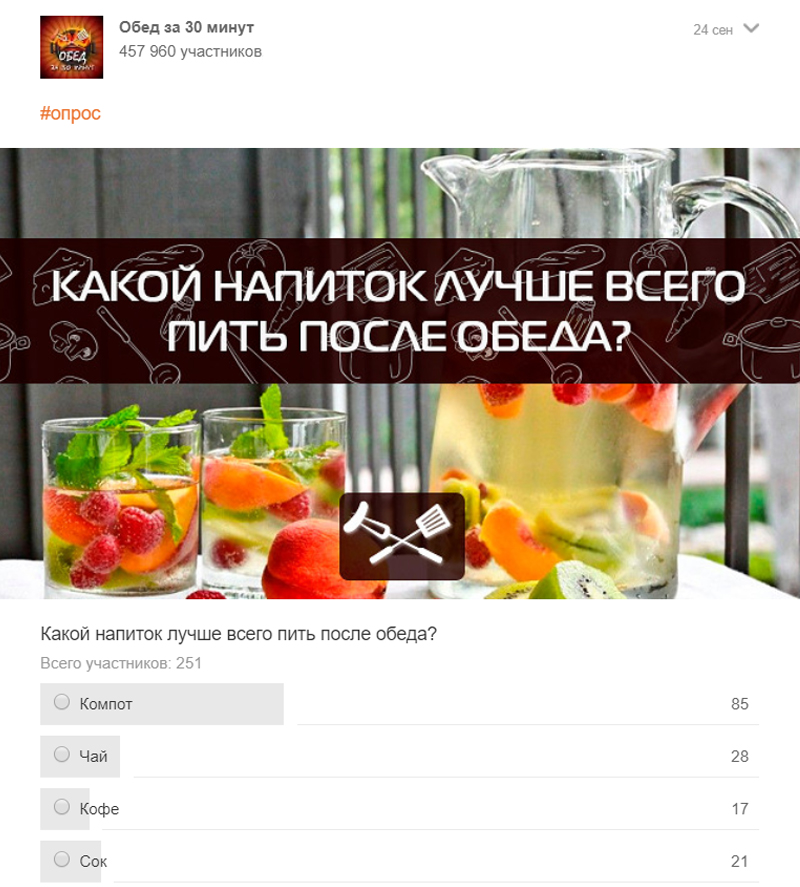 Обед за 30 минут
24 сен
457 960 участников
ОБЕД
ЗА 30 МИНУТ
#опрос
КАКОЙ НАПИТОК ЛУЧШЕ ВСЕГО
ПИТЬ ПОСЛЕ ОБЕДА?
Какой напиток лучше всего пить после обеда?
Всего участников: 251
Компот 85
Чай 28
Кофе 17
Сок 21